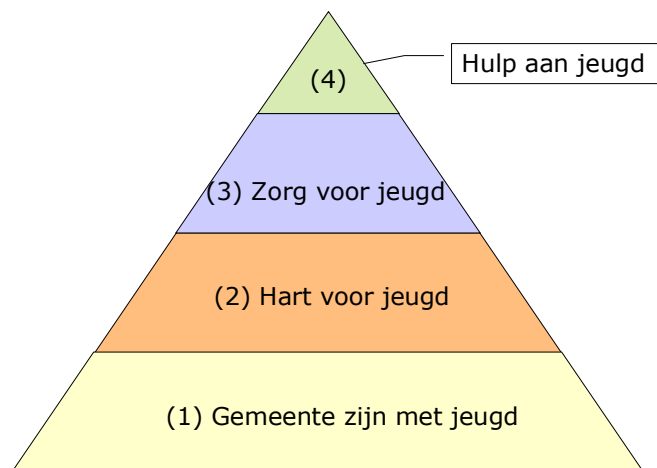 Hulp aan jeugd
(4)
(3) Zorg voor jeugd
(2) Hart voor jeugd
(1) Gemeente zijn met jeugd